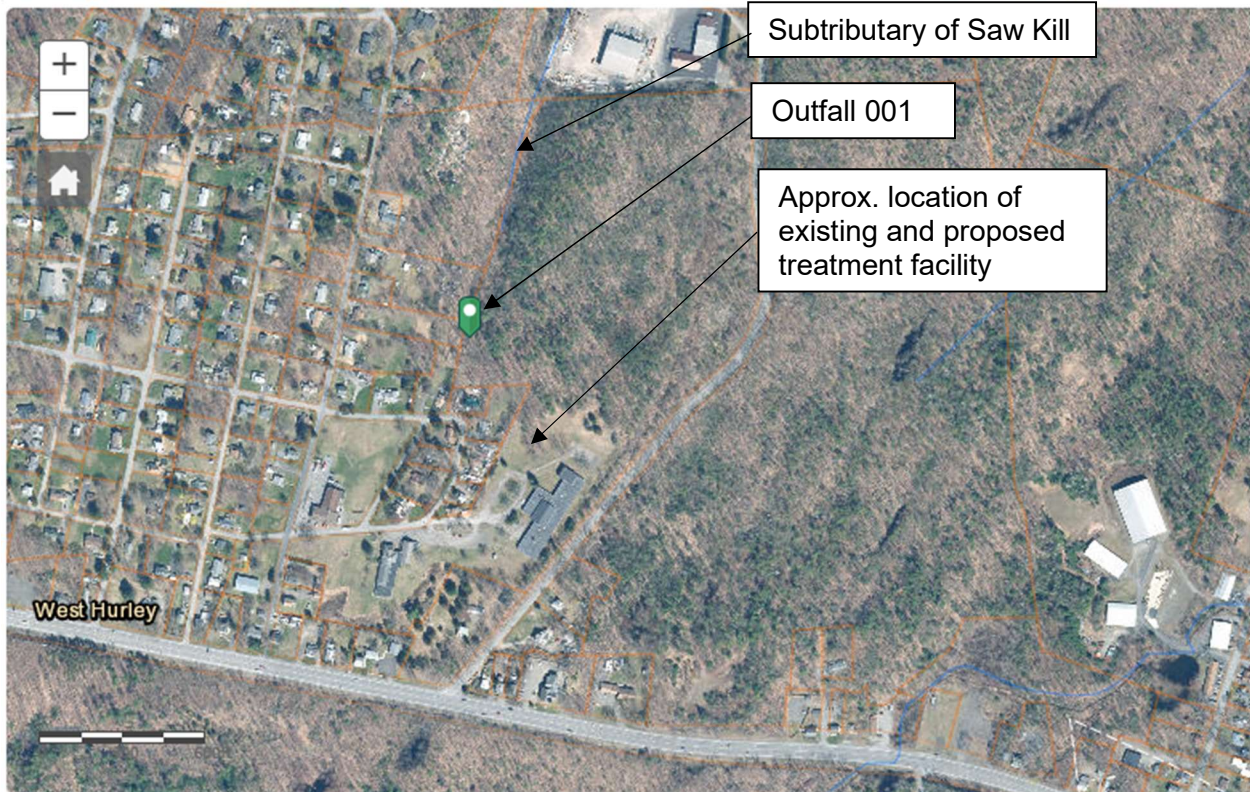 +
Subtributary of Saw Kill
−
Outfall 001
Approx. location of
existing and proposed
treatment facility
West Hurley